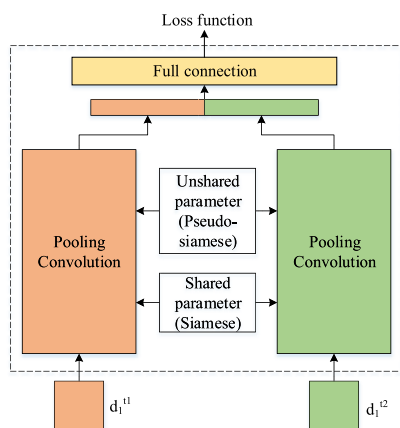 Loss function
Full connection
Unshared
parameter
(Pseudo-
siamese)
Pooling
Convolution
Pooling
Convolution
Shared
parameter
(Siamese)
d₁ᵗ¹
d₁ᵗ²